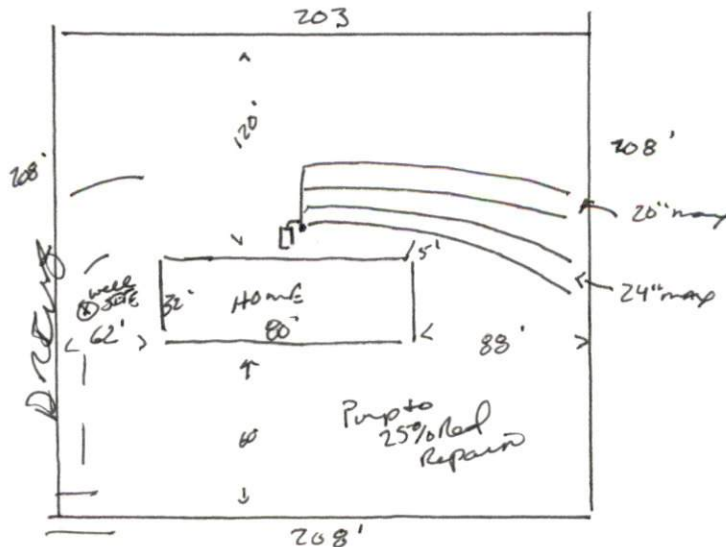 203
120'
208'
208'
20" max
5'
24" max
well
SITE
32'
HOME
80'
62'
88'
60'
Pump to
25% Red
Repair
208'